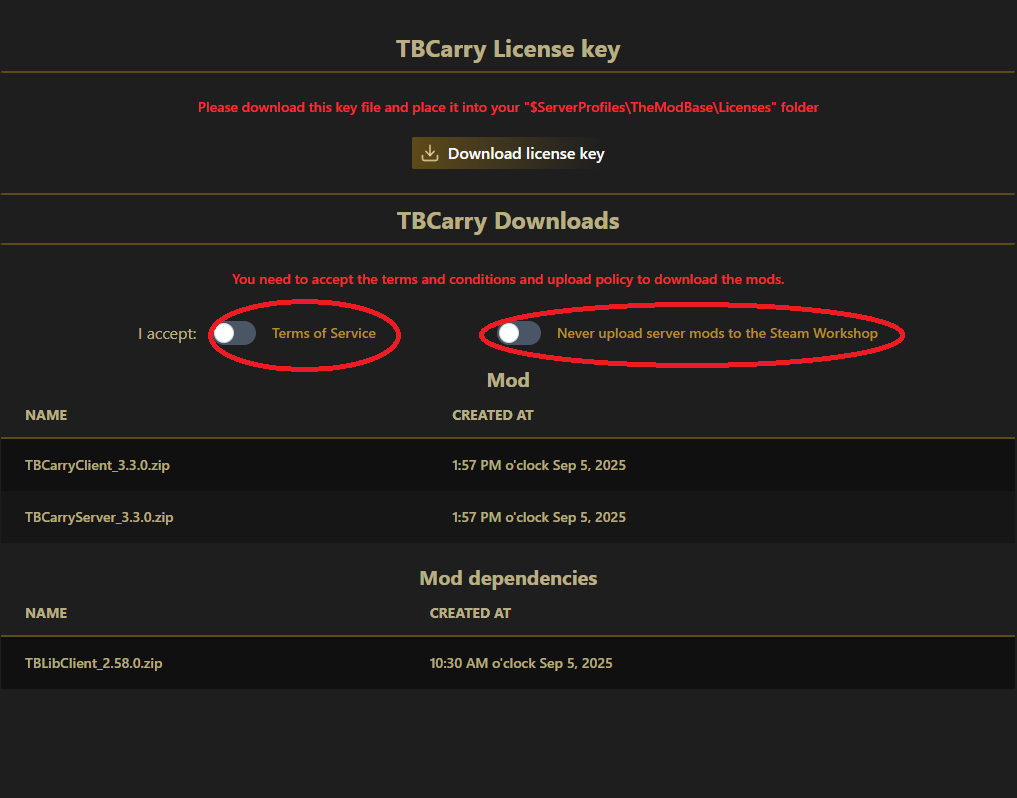 TBCarry License key
Please download this key file and place it into your "$ServerProfiles\TheModBase\Licenses" folder
Download license key
TBCarry Downloads
You need to accept the terms and conditions and upload policy to download the mods.
I accept: Terms of Service Never upload server mods to the Steam Workshop
Mod
NAME CREATED AT
TBCarryClient_3.3.0.zip 1:57 PM o'clock Sep 5, 2025
TBCarryServer_3.3.0.zip 1:57 PM o'clock Sep 5, 2025
Mod dependencies
NAME CREATED AT
TBLibClient_2.58.0.zip 10:30 AM o'clock Sep 5, 2025